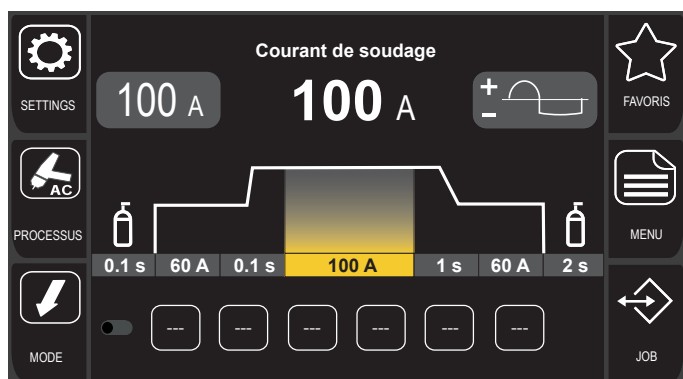 SETTINGS
Courant de soudage
FAVORIS
100 A
100 A
+
−
AC
PROCESSUS
MENU
0.1 s 60 A 0.1 s 100 A 1 s 60 A 2 s
MODE
--- --- --- --- --- ---
JOB